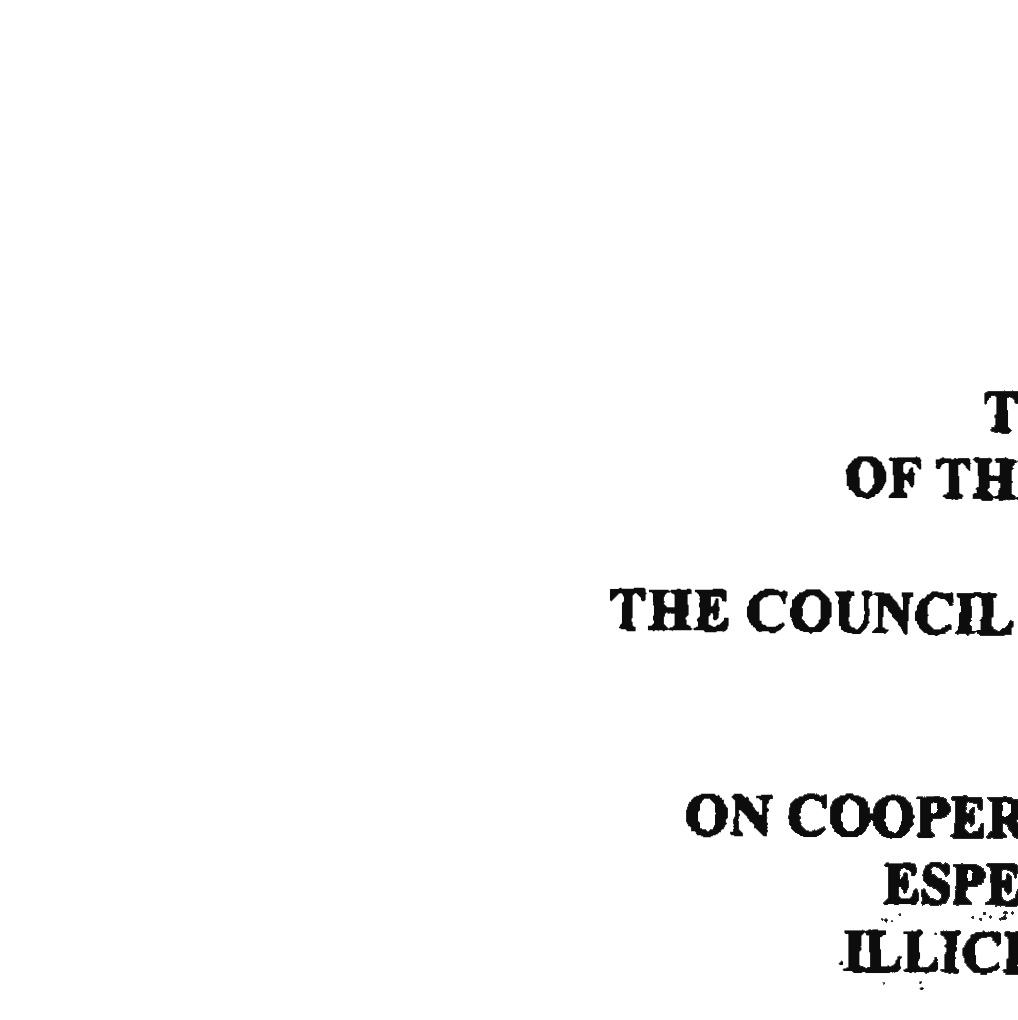 T
OF TH
THE COUNCIL
ON COOPER
ESPE
ILLICI